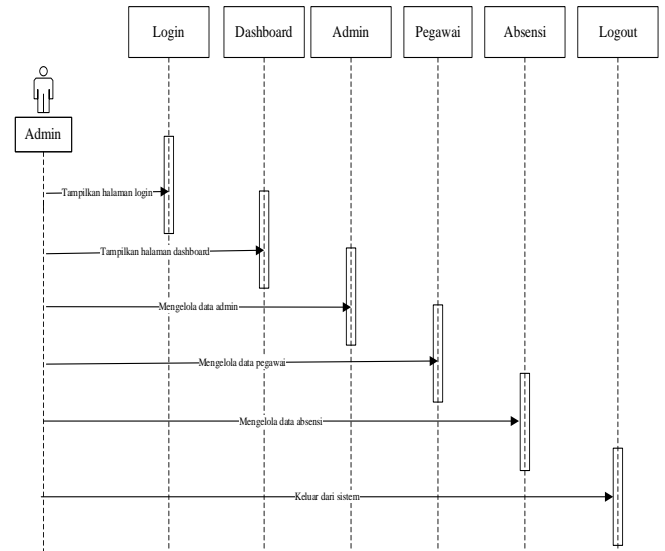 Login
Dashboard
Admin
Pegawai
Absensi
Logout
Admin
Tampilkan halaman login
Tampilkan halaman dashboard
Mengelola data admin
Mengelola data pegawai
Mengelola data absensi
Keluar dari sistem